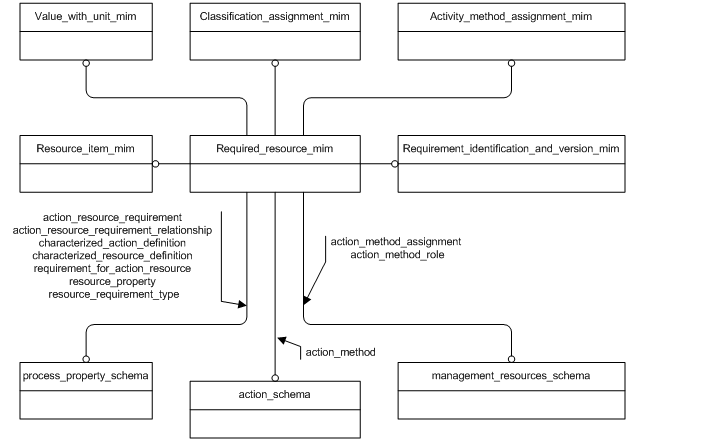 Value_with_unit_mim
Classification_assignment_mim
Activity_method_assignment_mim
Resource_item_mim
Required_resource_mim
Requirement_identification_and_version_mim
action_resource_requirement
action_resource_requirement_relationship
characterized_action_definition
characterized_resource_definition
requirement_for_action_resource
resource_property
resource_requirement_type
action_method_assignment
action_method_role
action_method
process_property_schema
action_schema
management_resources_schema